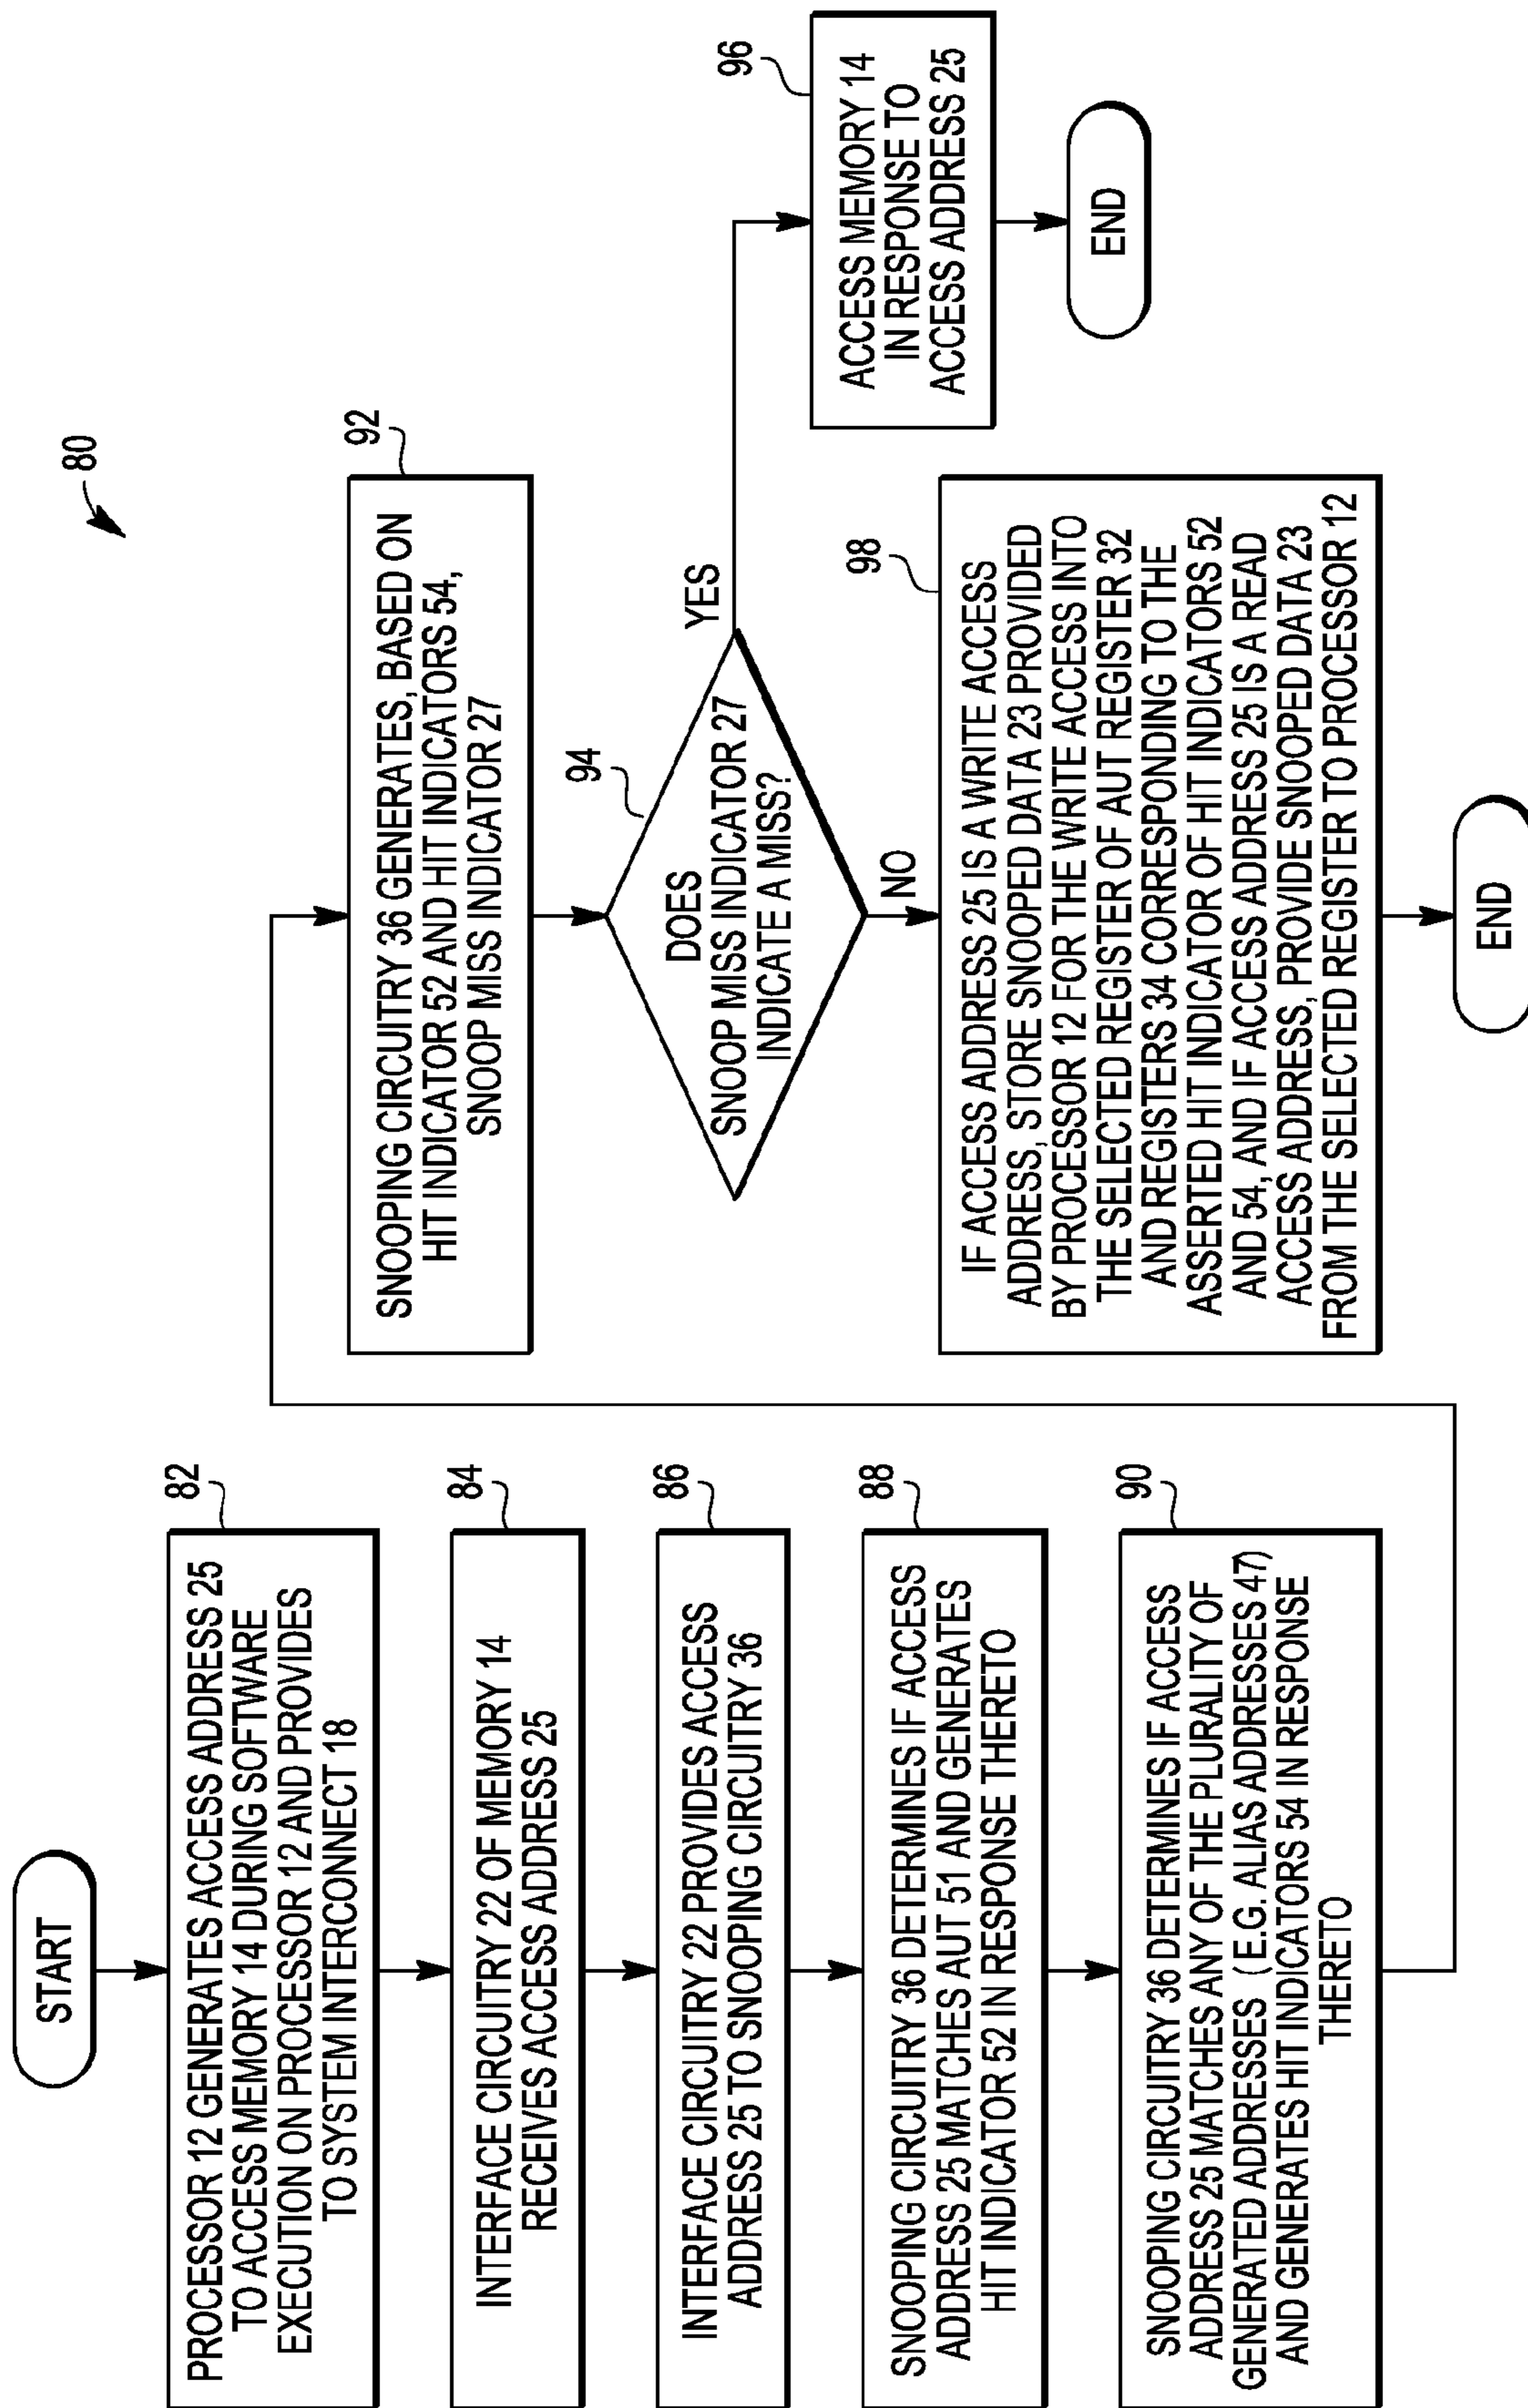 80
START
82
PROCESSOR 12 GENERATES ACCESS ADDRESS 25
TO ACCESS MEMORY 14 DURING SOFTWARE
EXECUTION ON PROCESSOR 12 AND PROVIDES
TO SYSTEM INTERCONNECT 18
84
INTERFACE CIRCUITRY 22 OF MEMORY 14
RECEIVES ACCESS ADDRESS 25
86
INTERFACE CIRCUITRY 22 PROVIDES ACCESS
ADDRESS 25 TO SNOOPING CIRCUITRY 36
88
SNOOPING CIRCUITRY 36 DETERMINES IF ACCESS
ADDRESS 25 MATCHES AUT 51 AND GENERATES
HIT INDICATOR 52 IN RESPONSE THERETO
90
SNOOPING CIRCUITRY 36 DETERMINES IF ACCESS
ADDRESS 25 MATCHES ANY OF THE PLURALITY OF
GENERATED ADDRESSES (E.G. ALIAS ADDRESSES 47)
AND GENERATES HIT INDICATORS 54 IN RESPONSE
THERETO
92
SNOOPING CIRCUITRY 36 GENERATES, BASED ON
HIT INDICATOR 52 AND HIT INDICATORS 54,
SNOOP MISS INDICATOR 27
94
DOES
SNOOP MISS INDICATOR 27
INDICATE A MISS?
YES
NO
96
ACCESS MEMORY 14
IN RESPONSE TO
ACCESS ADDRESS 25
END
98
IF ACCESS ADDRESS 25 IS A WRITE ACCESS
ADDRESS, STORE SNOOPED DATA 23 PROVIDED
BY PROCESSOR 12 FOR THE WRITE ACCESS INTO
THE SELECTED REGISTER OF AUT REGISTER 32
AND REGISTERS 34 CORRESPONDING TO THE
ASSERTED HIT INDICATOR OF HIT INDICATORS 52
AND 54, AND IF ACCESS ADDRESS 25 IS A READ
ACCESS ADDRESS, PROVIDE SNOOPED DATA 23
FROM THE SELECTED REGISTER TO PROCESSOR 12
END